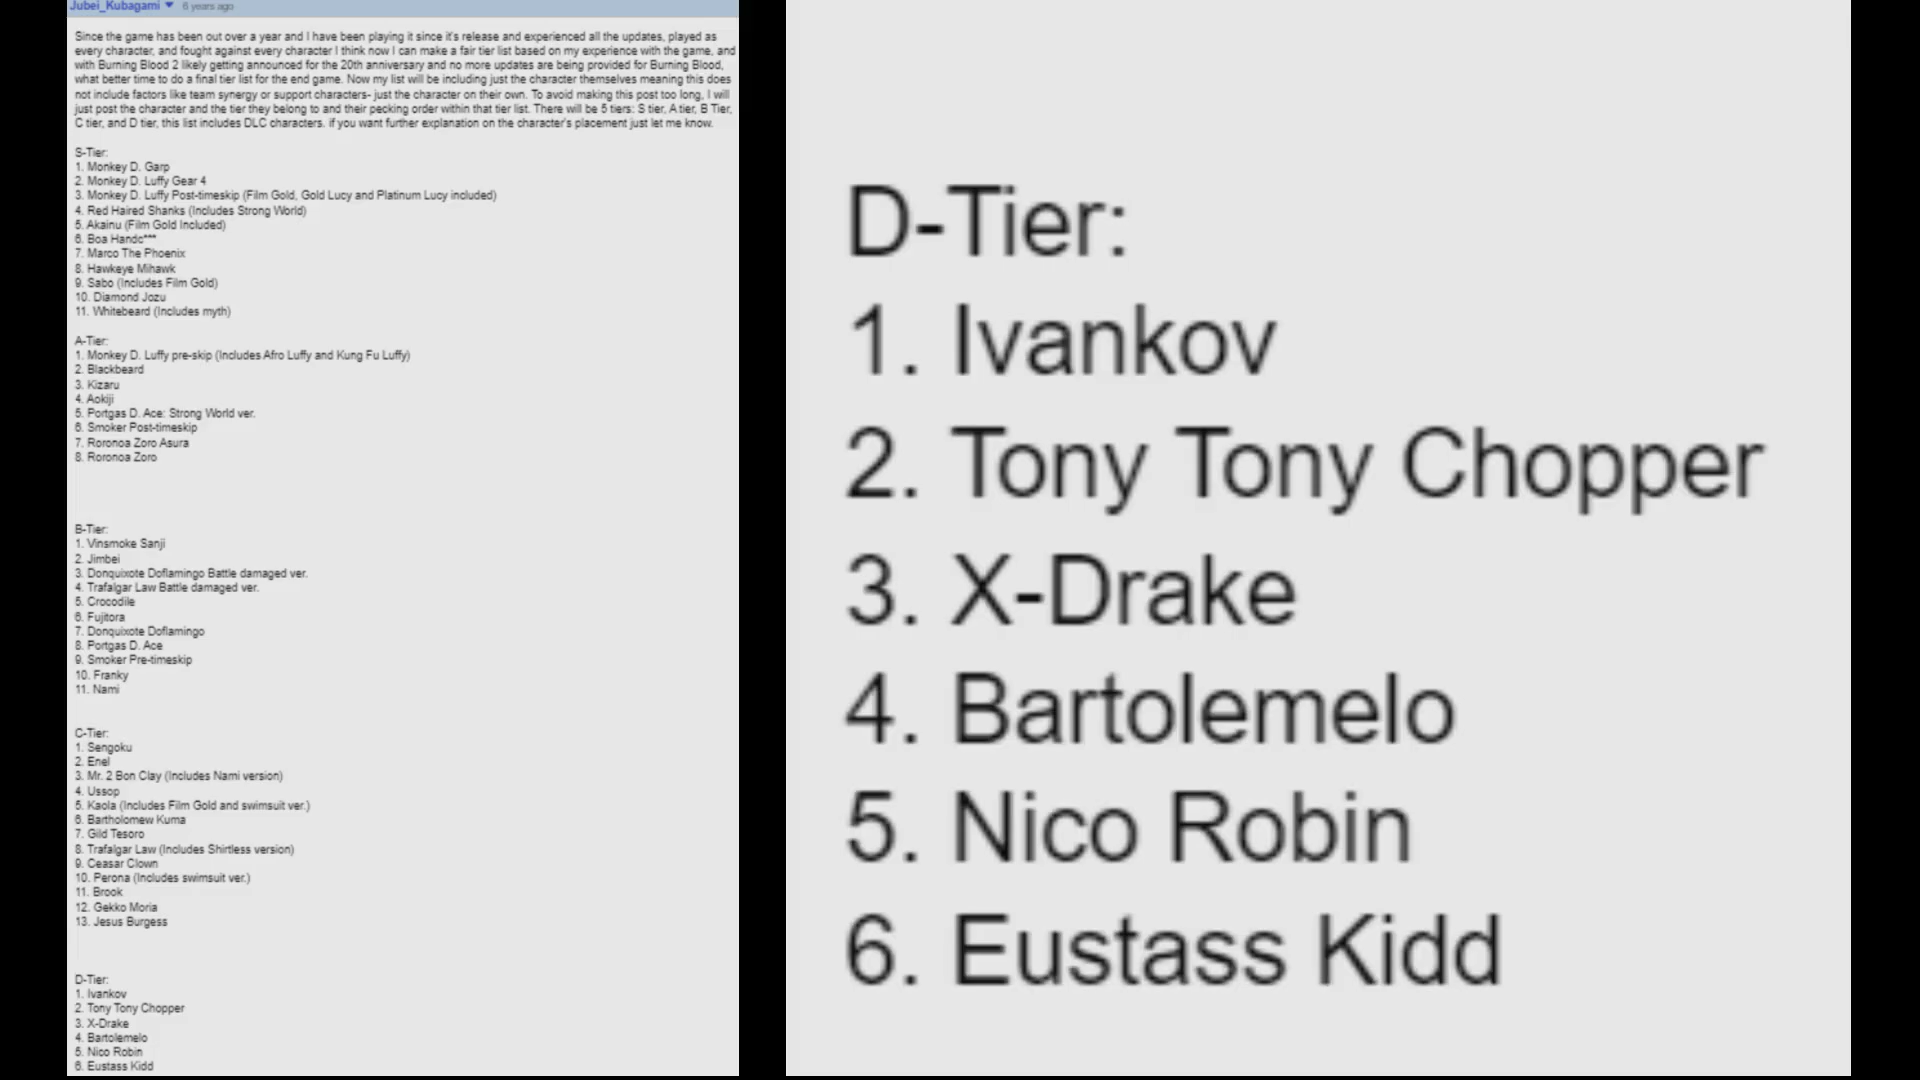 Jubei_Kubagami 6 years ago
Since the game has been out over a year and I have been playing it since it's release and experienced all the updates, played as
every character, and fought against every character I think now I can make a fair tier list based on my experience with the game, and
with Burning Blood 2 likely getting announced for the 20th anniversary and no more updates are being provided for Burning Blood,
what better time to do a final tier list for the end game. Now my list will be including just the character themselves meaning this does
not include factors like team synergy or support characters- just the character on their own. To avoid making this post too long, I will
just post the character and the tier they belong to and their pecking order within that tier list. There will be 5 tiers: S tier, A tier, B Tier,
C tier, and D tier, this list includes DLC characters. if you want further explanation on the character's placement just let me know.
S-Tier:
1. Monkey D. Garp
2. Monkey D. Luffy Gear 4
3. Monkey D. Luffy Post-timeskip (Film Gold, Gold Lucy and Platinum Lucy included)
4. Red Haired Shanks (Includes Strong World)
5. Akainu (Film Gold Included)
6. Boa Handc***
7. Marco The Phoenix
8. Hawkeye Mihawk
9. Sabo (Includes Film Gold)
10. Diamond Jozu
11. Whitebeard (Includes myth)
A-Tier:
1. Monkey D. Luffy pre-skip (Includes Afro Luffy and Kung Fu Luffy)
2. Blackbeard
3. Kizaru
4. Aokiji
5. Portgas D. Ace: Strong World ver.
6. Smoker Post-timeskip
7. Roronoa Zoro Asura
8. Roronoa Zoro
B-Tier:
1. Vinsmoke Sanji
2. Jimbei
3. Donquixote Doflamingo Battle damaged ver.
4. Trafalgar Law Battle damaged ver.
5. Crocodile
6. Fujitora
7. Donquixote Doflamingo
8. Portgas D. Ace
9. Smoker Pre-timeskip
10. Franky
11. Nami
C-Tier:
1. Sengoku
2. Enel
3. Mr. 2 Bon Clay (Includes Nami version)
4. Ussop
5. Kaola (Includes Film Gold and swimsuit ver.)
6. Bartholomew Kuma
7. Gild Tesoro
8. Trafalgar Law (Includes Shirtless version)
9. Ceasar Clown
10. Perona (Includes swimsuit ver.)
11. Brook
12. Gekko Moria
13. Jesus Burgess
D-Tier:
1. Ivankov
2. Tony Tony Chopper
3. X-Drake
4. Bartolemelo
5. Nico Robin
6. Eustass Kidd
D-Tier:
1. Ivankov
2. Tony Tony Chopper
3. X-Drake
4. Bartolemelo
5. Nico Robin
6. Eustass Kidd